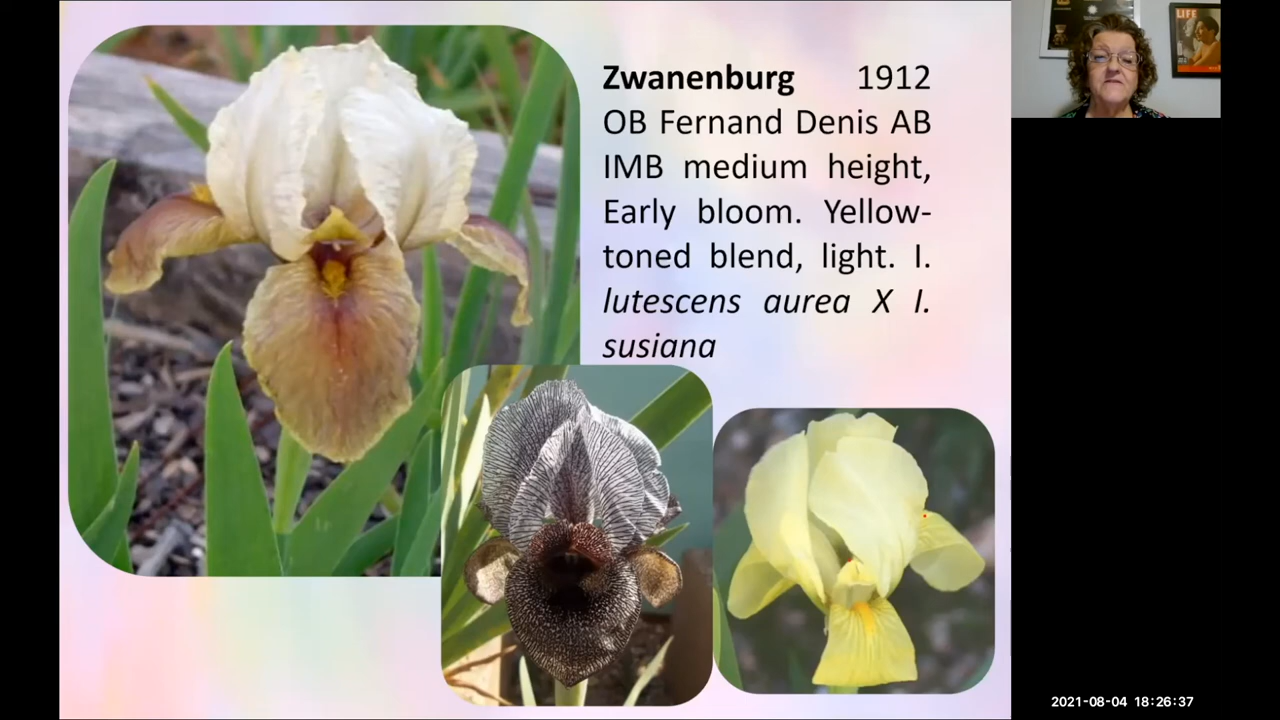 Zwanenburg 1912
OB Fernand Denis AB
IMB medium height,
Early bloom. Yellow-
toned blend, light. I.
lutescens aurea X I.
susiana
LIFE
2021-08-04 18:26:37